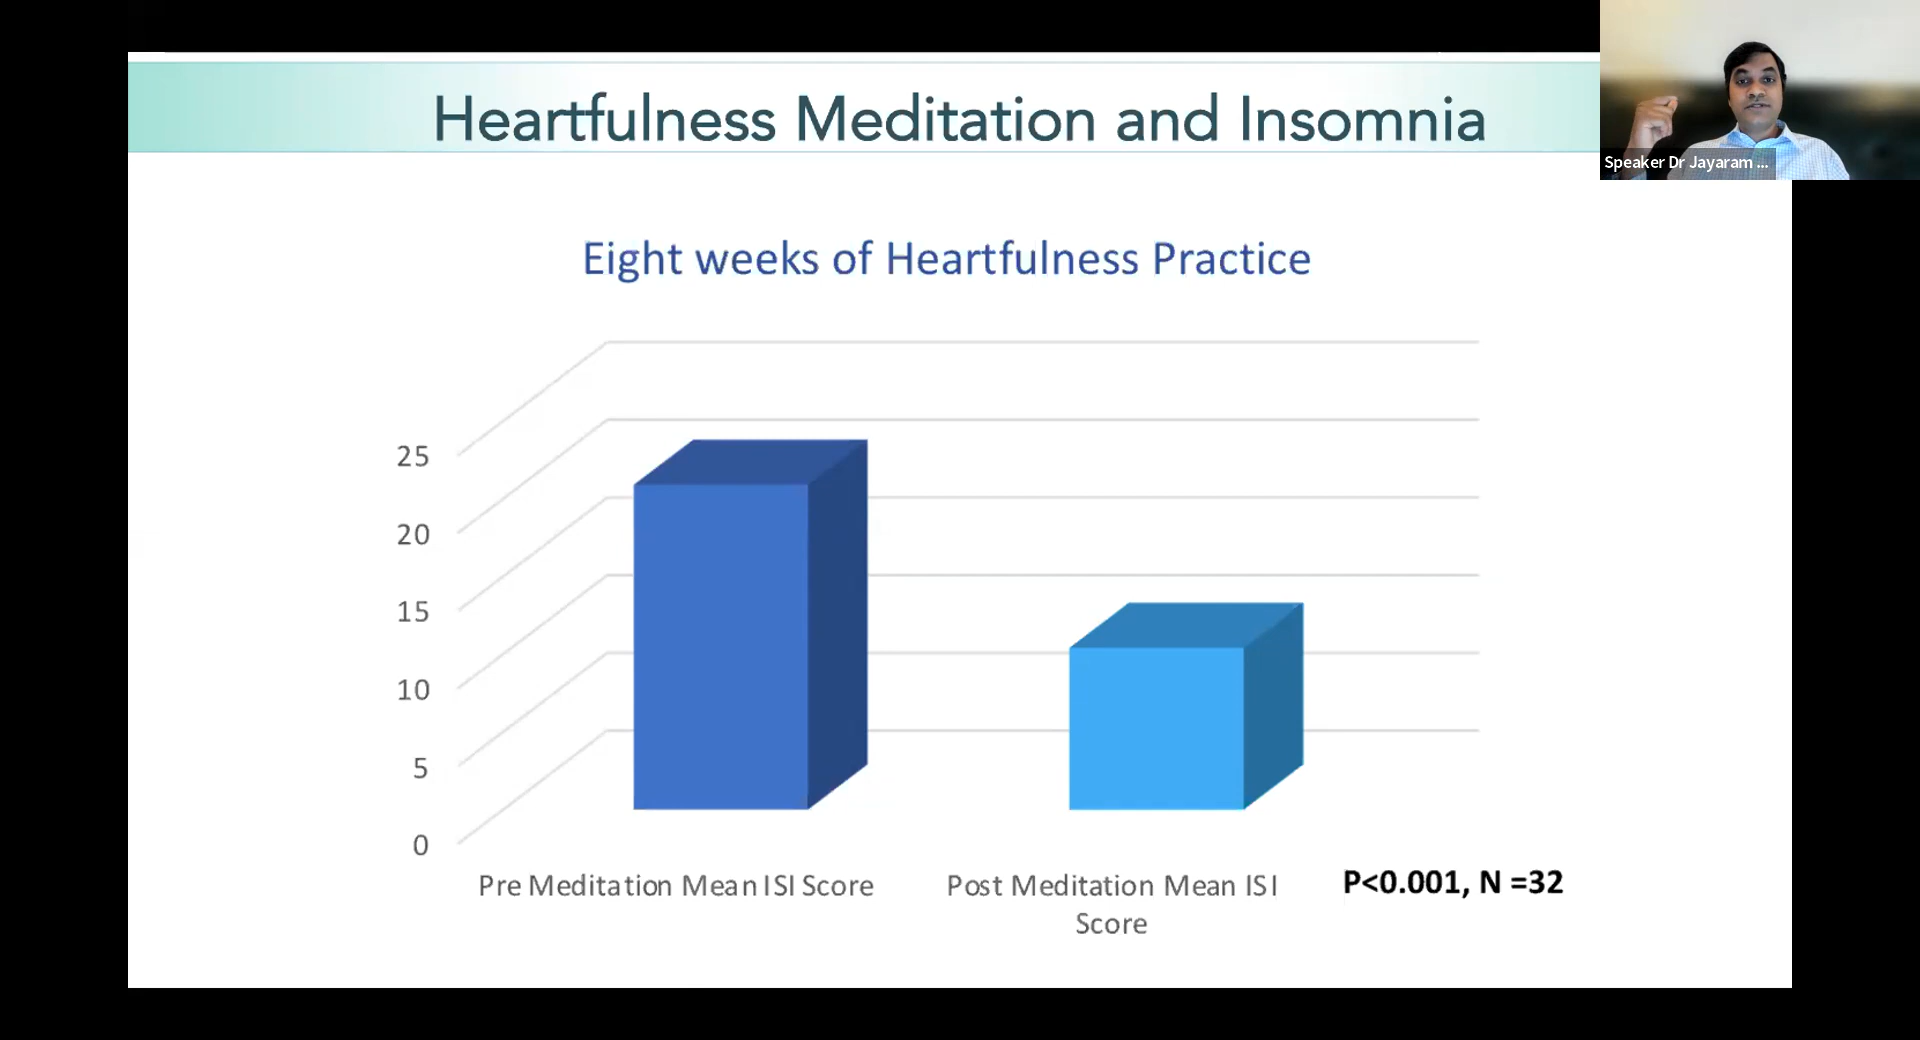 Heartfulness Meditation and Insomnia
Speaker Dr Jayaram ...
Eight weeks of Heartfulness Practice
25
20
15
10
5
0
Pre Meditation Mean ISI Score
Post Meditation Mean ISI
Score
P<0.001, N =32